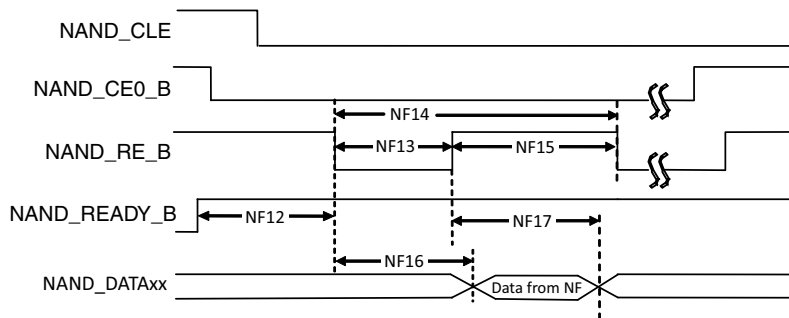 NAND_CLE
NAND_CE0_B
NF14
NAND_RE_B
NF13
NF15
NAND_READY_B
NF12
NF17
NF16
NAND_DATAxx
Data from NF